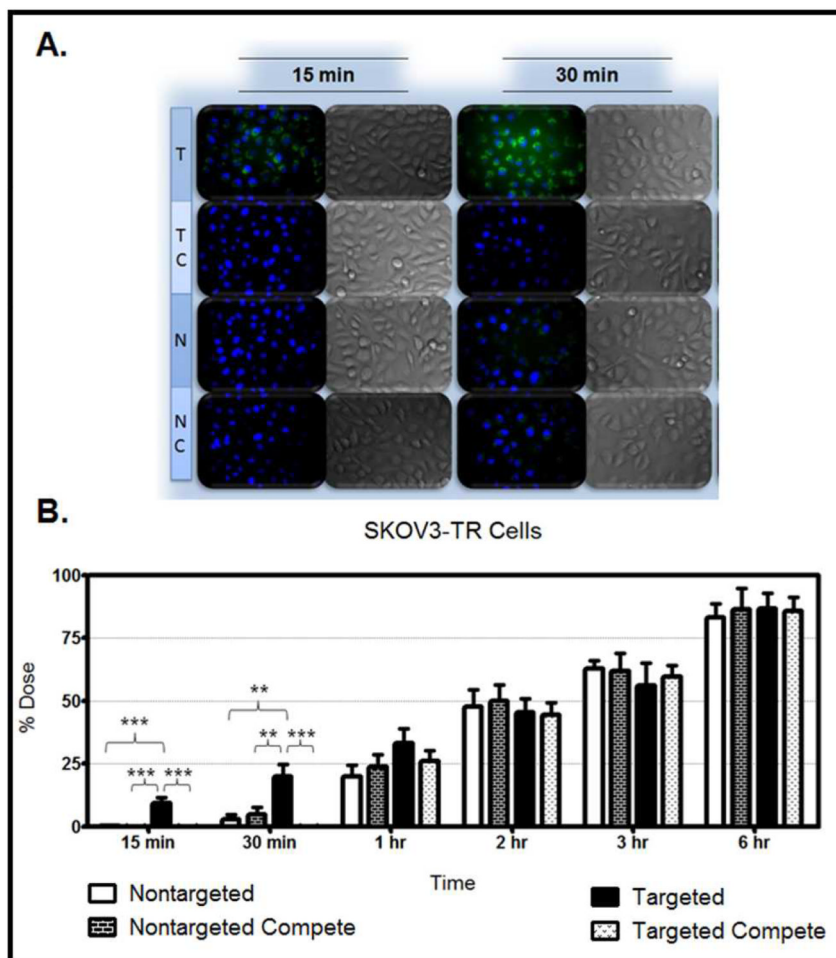 A.
15 min 30 min
T
T
C
N
N
C
B.
SKOV3-TR Cells
100
75
50
25
0
% Dose
***
*** ***
**
** ***
15 min 30 min 1 hr 2 hr 3 hr 6 hr
Time
Nontargeted Targeted
Nontargeted Compete Targeted Compete